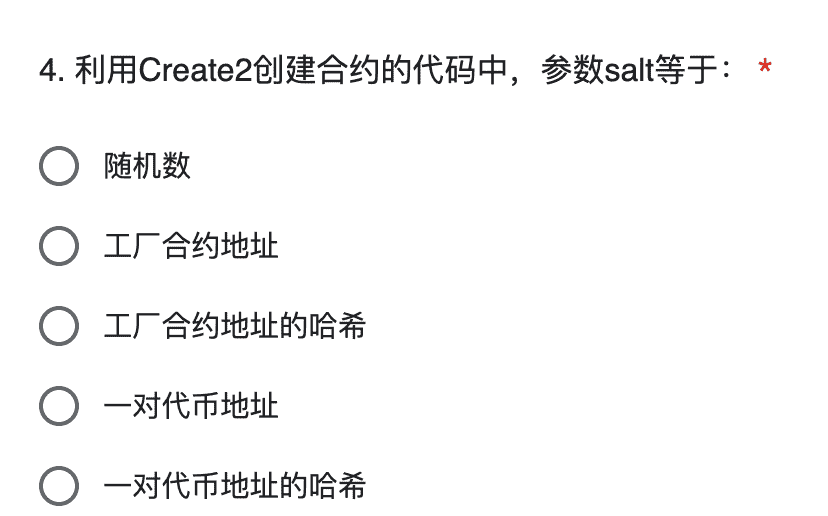 4. 利用Create2创建合约的代码中，参数salt等于： *
随机数
工厂合约地址
工厂合约地址的哈希
一对代币地址
一对代币地址的哈希